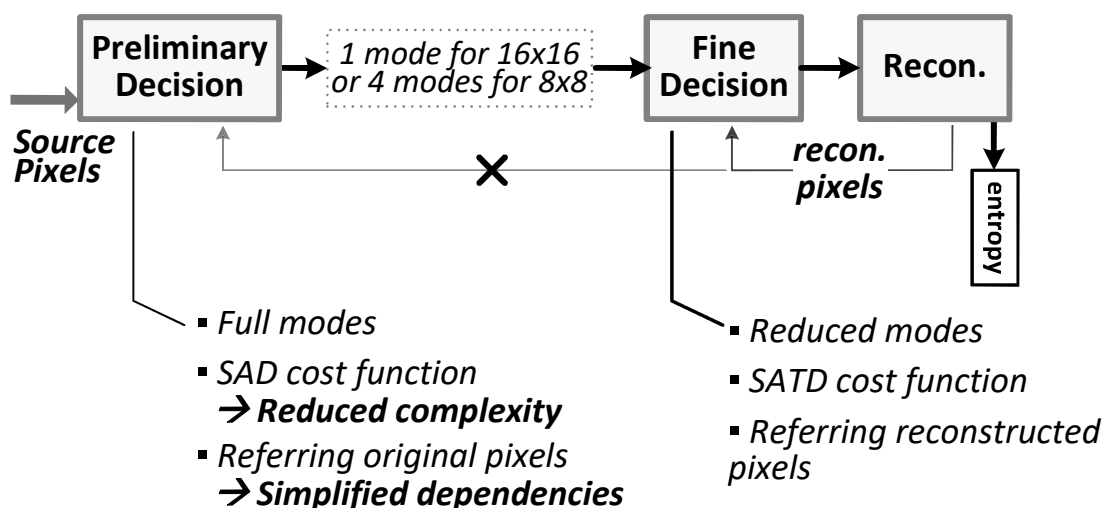 Preliminary
Decision
1 mode for 16x16
or 4 modes for 8x8
Fine
Decision
Recon.
Source
Pixels
recon.
pixels
entropy
▪ Full modes
▪ SAD cost function
→ Reduced complexity
▪ Referring original pixels
→ Simplified dependencies
▪ Reduced modes
▪ SATD cost function
▪ Referring reconstructed
pixels